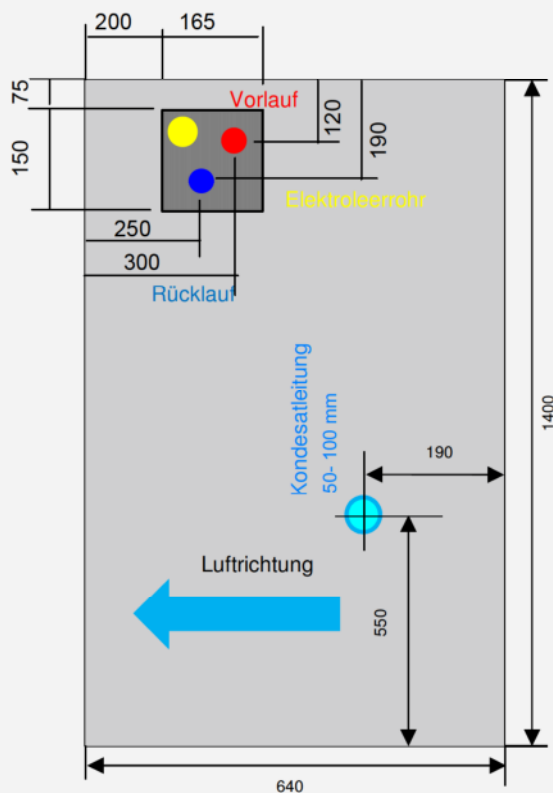 200
165
75
Vorlauf
120
150
190
Elektroleerrohr
250
300
Rücklauf
Kondesatleitung
50- 100 mm
1400
190
Luftrichtung
550
640